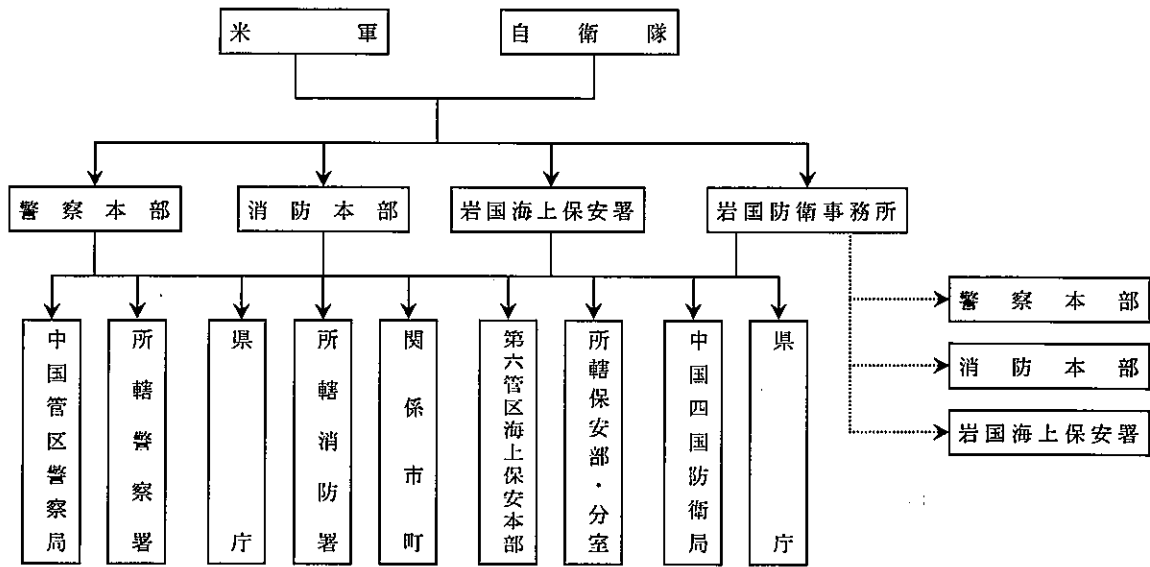 米軍
自衛隊
警察本部
消防本部
岩国海上保安署
岩国防衛事務所
警察本部
消防本部
岩国海上保安署
中国管区警察局
所轄警察署
県庁
所轄消防署
関係市町
第六管区海上保安本部
所轄保安部・分室
中国四国防衛局
県庁